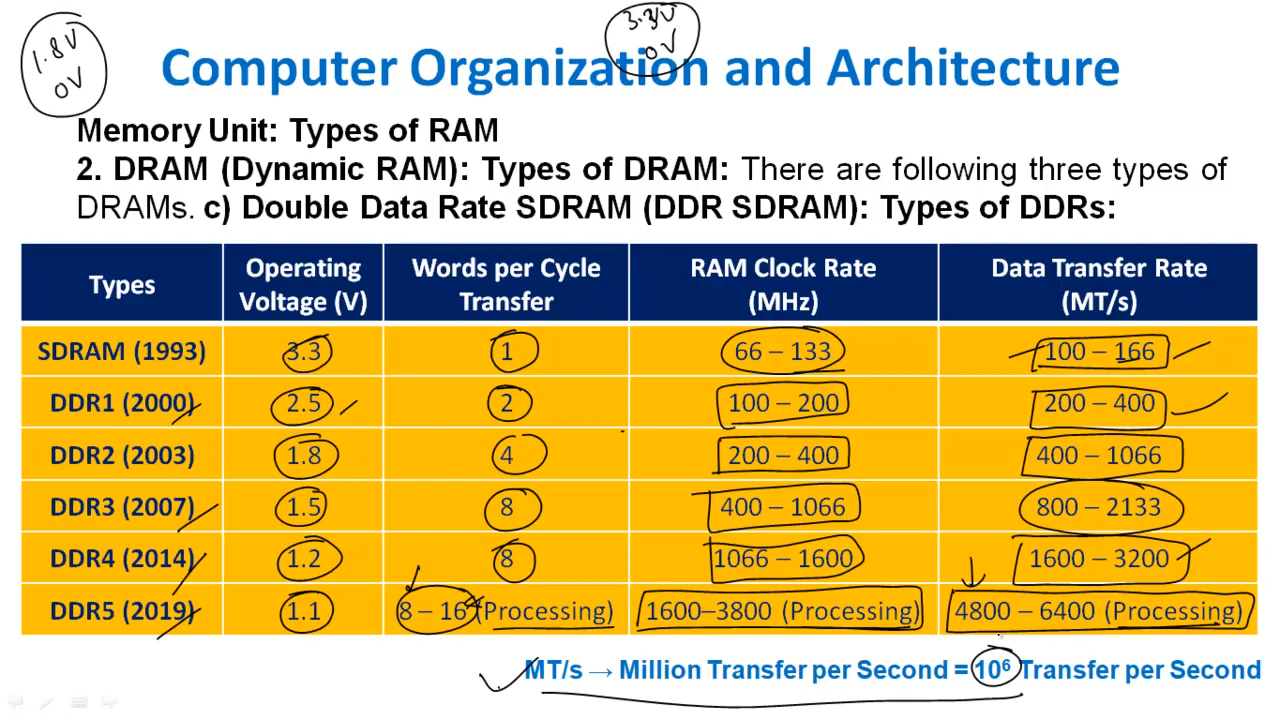 1.8V
0V
3.3V
0V
Computer Organization and Architecture
Memory Unit: Types of RAM
2. DRAM (Dynamic RAM): Types of DRAM: There are following three types of
DRAMs. c) Double Data Rate SDRAM (DDR SDRAM): Types of DDRs:
Types Operating Voltage (V) Words per Cycle Transfer RAM Clock Rate (MHz) Data Transfer Rate (MT/s)
SDRAM (1993) 3.3 1 66 – 133 100 – 166
DDR1 (2000) 2.5 2 100 – 200 200 – 400
DDR2 (2003) 1.8 4 200 – 400 400 – 1066
DDR3 (2007) 1.5 8 400 – 1066 800 – 2133
DDR4 (2014) 1.2 8 1066 – 1600 1600 – 3200
DDR5 (2019) 1.1 8 – 16 (Processing) 1600–3800 (Processing) 4800 – 6400 (Processing)
MT/s → Million Transfer per Second = 10⁶ Transfer per Second